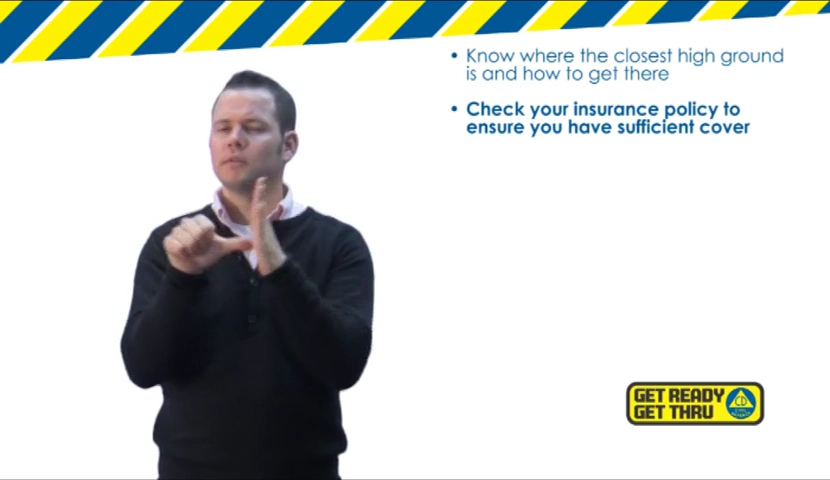 • Know where the closest high ground
is and how to get there
• Check your insurance policy to
ensure you have sufficient cover
GET READY
GET THRU
CD